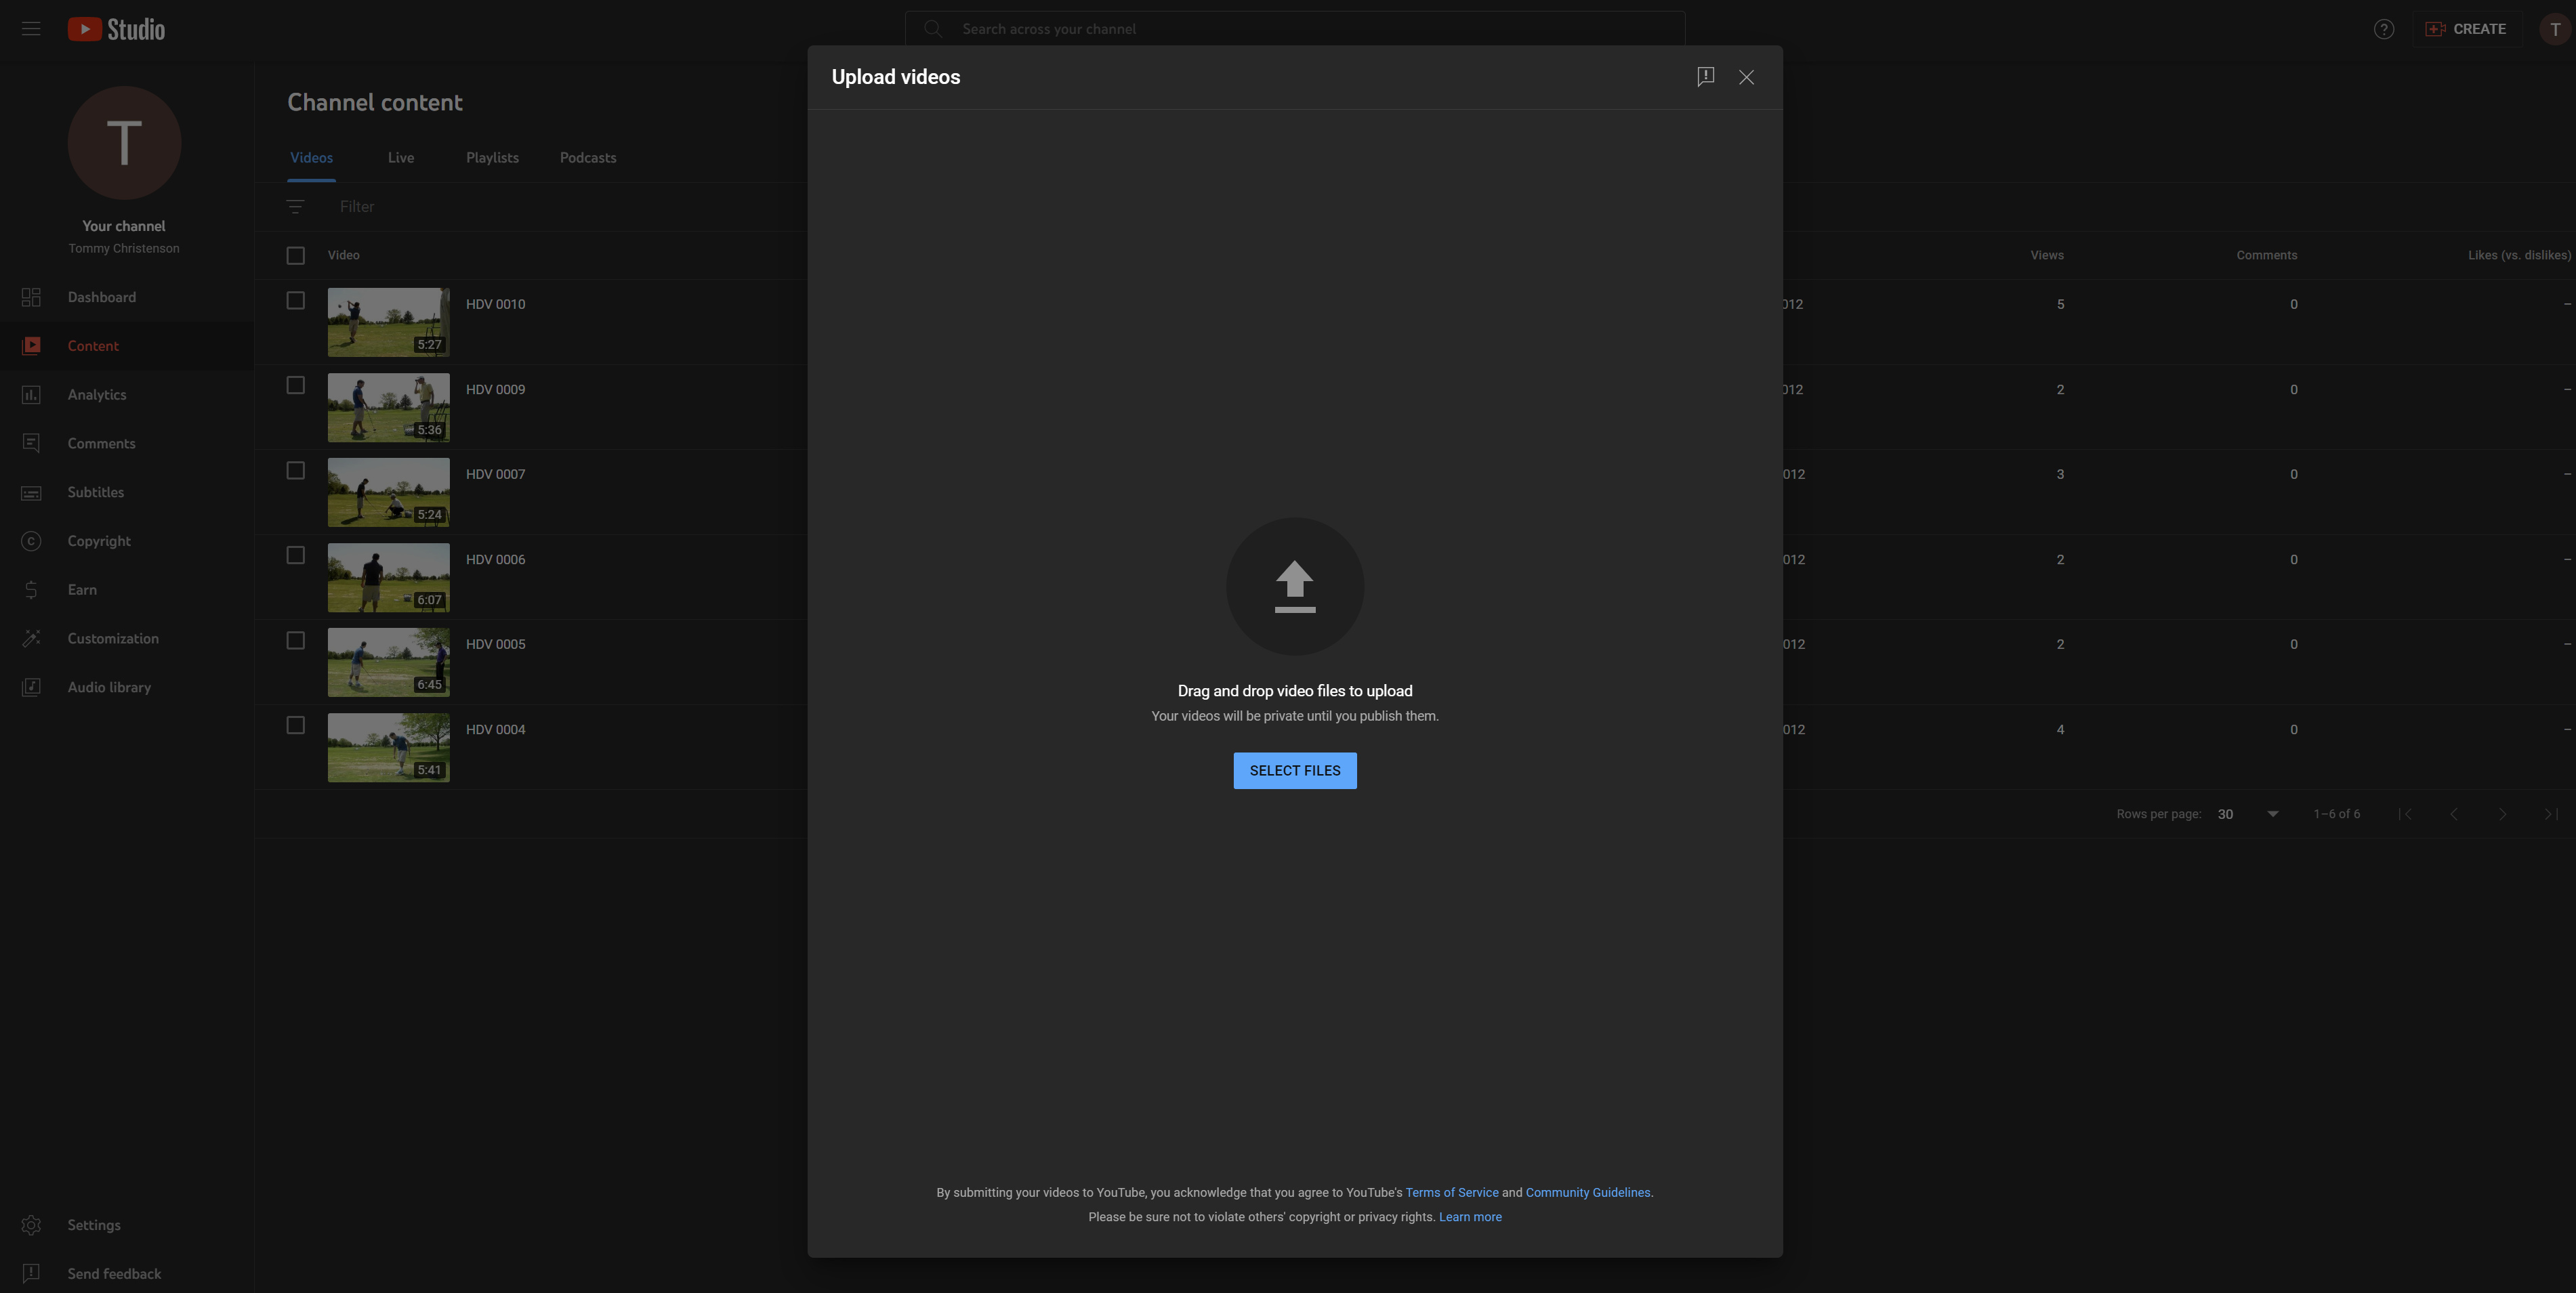 Studio
Search across your channel
CREATE
T
Upload videos
T
Your channel
Tommy Christenson
Dashboard
Content
Analytics
Comments
Subtitles
Copyright
Earn
Customization
Audio library
Settings
Send feedback
Channel content
Videos Live Playlists Podcasts
Filter
Video Views Comments Likes (vs. dislikes)
5:27 HDV 0010 012 5 0 –
5:36 HDV 0009 012 2 0 –
5:24 HDV 0007 012 3 0 –
6:07 HDV 0006 012 2 0 –
6:45 HDV 0005 012 2 0 –
5:41 HDV 0004 012 4 0 –
Rows per page: 30 1–6 of 6
Drag and drop video files to upload
Your videos will be private until you publish them.
SELECT FILES
By submitting your videos to YouTube, you acknowledge that you agree to YouTube's Terms of Service and Community Guidelines.
Please be sure not to violate others' copyright or privacy rights. Learn more